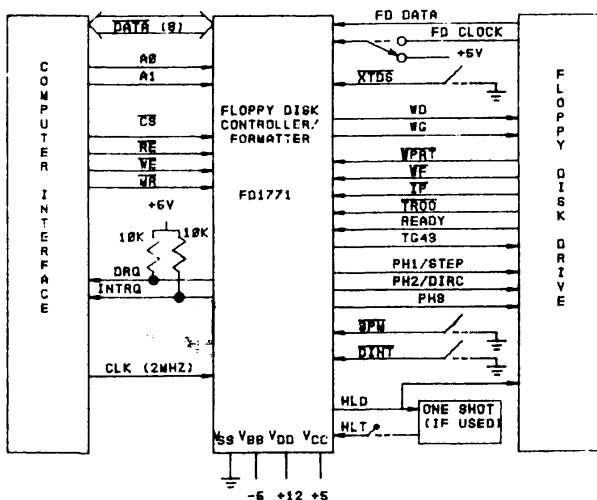 COMPUTER INTERFACE
DATA (8)
A0
A1
CS
RE
WE
MR
+5V
10K
10K
DRQ
INTRQ
CLK (2MHZ)
FLOPPY DISK
CONTROLLER/
FORMATTER
FD1771
VSS VBB VDD VCC
-5 +12 +5
FD DATA
FD CLOCK
+5V
XTDS
WD
WG
WPRT
WF
IP
TR00
READY
TG43
PH1/STEP
PH2/DIRC
PH3
3PM
DINT
HLD
HLT
ONE SHOT
(IF USED)
FLOPPY DISK DRIVE